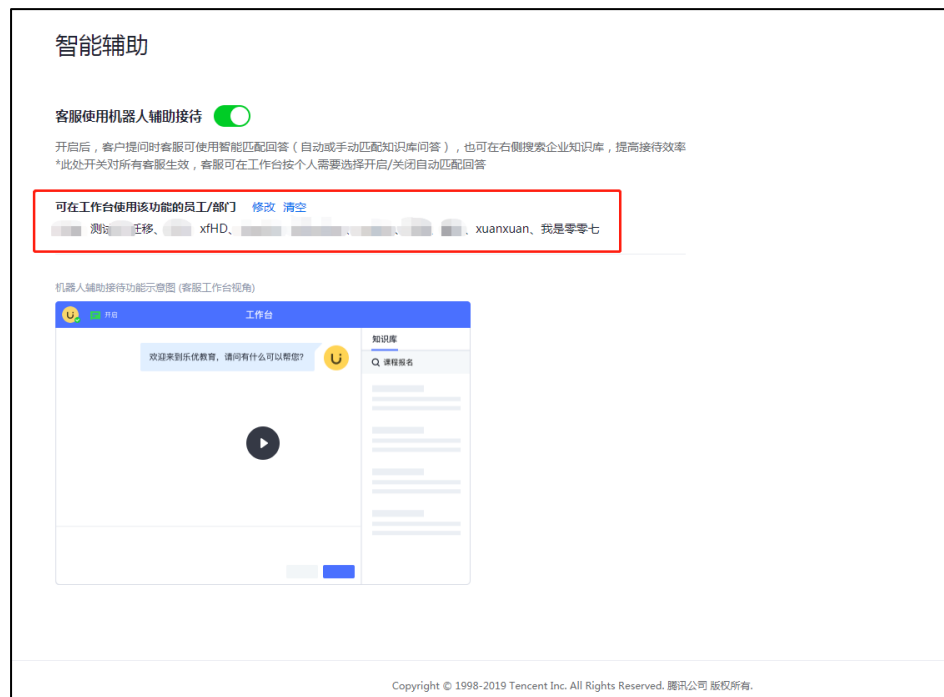 智能辅助
客服使用机器人辅助接待
开启后，客户提问时客服可使用智能匹配回答（自动或手动匹配知识库问答），也可在右侧搜索企业知识库，提高接待效率
*此处开关对所有客服生效，客服可在工作台按个人需要选择开启/关闭自动匹配回答
可在工作台使用该功能的员工/部门 修改 清空
测 迁移、 xfHD、 、 、 、xuanxuan、我是零零七
机器人辅助接待功能示意图 (客服工作台视角)
开启 工作台
知识库
欢迎来到乐优教育，请问有什么可以帮您?
课程报名
Copyright © 1998-2019 Tencent Inc. All Rights Reserved. 腾讯公司 版权所有.